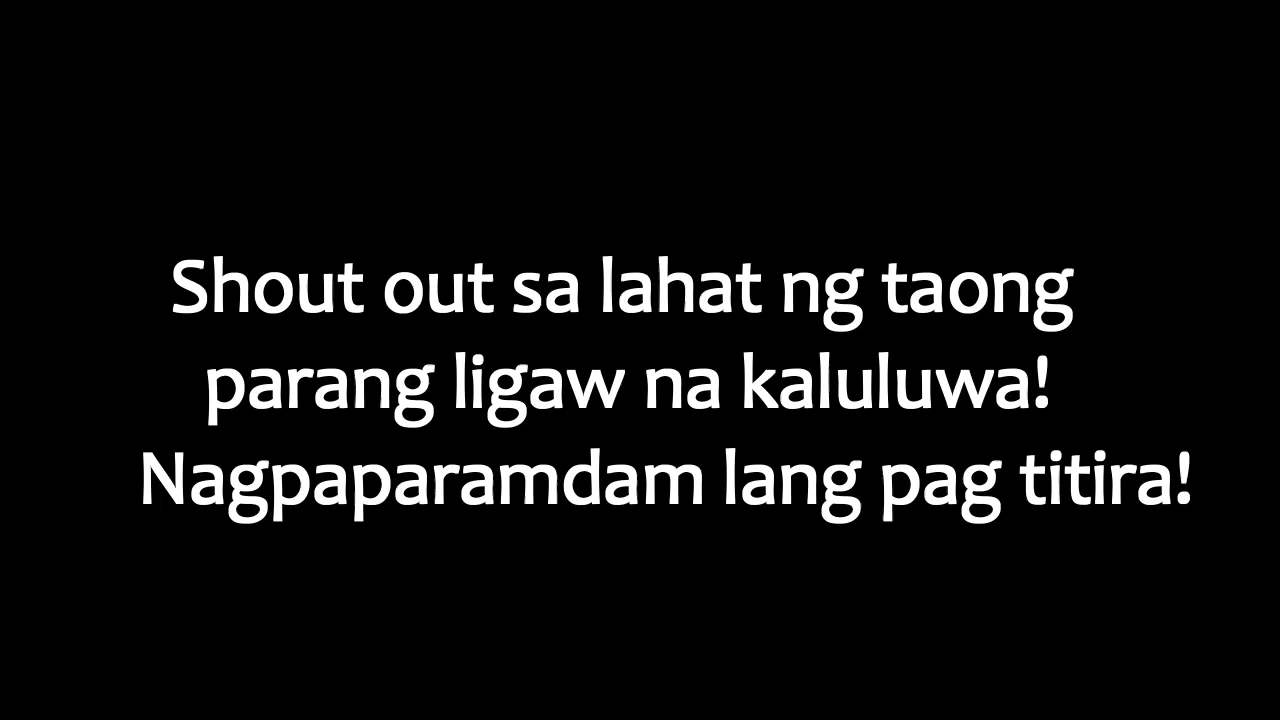 Shout out sa lahat ng taong
parang ligaw na kaluluwa!
Nagpaparamdam lang pag titira!